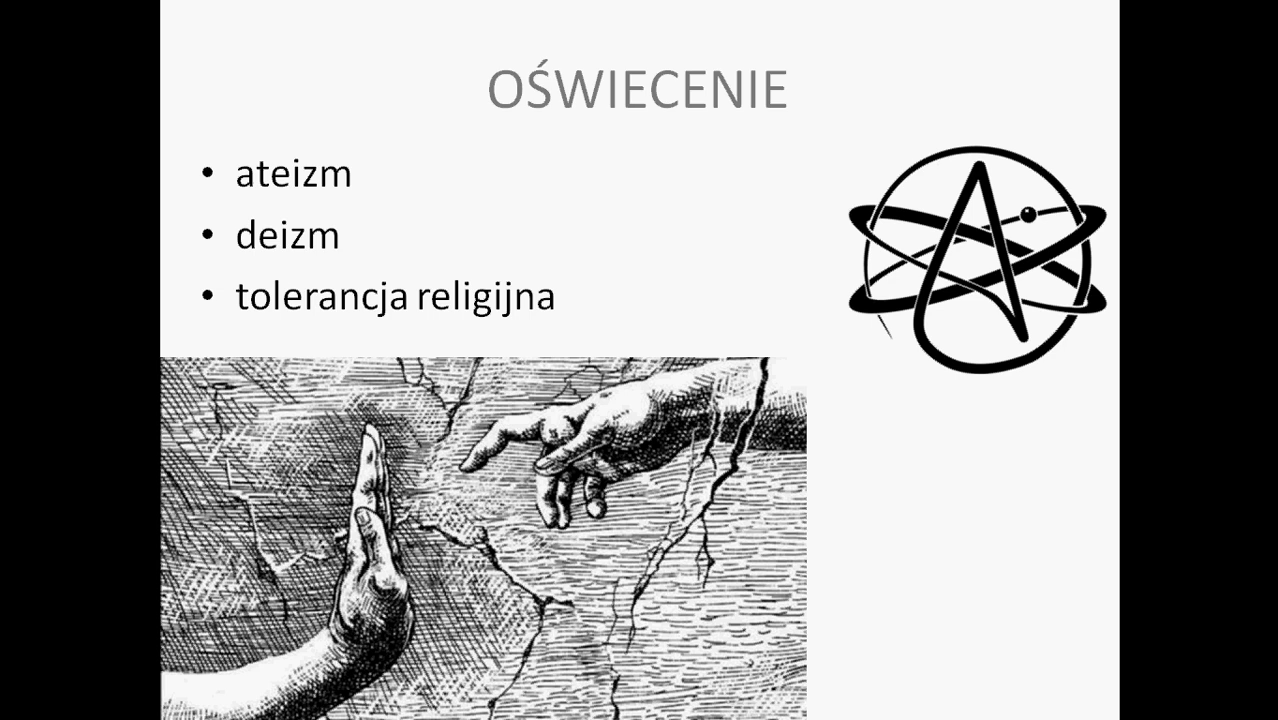 OŚWIECENIE
• ateizm
• deizm
• tolerancja religijna